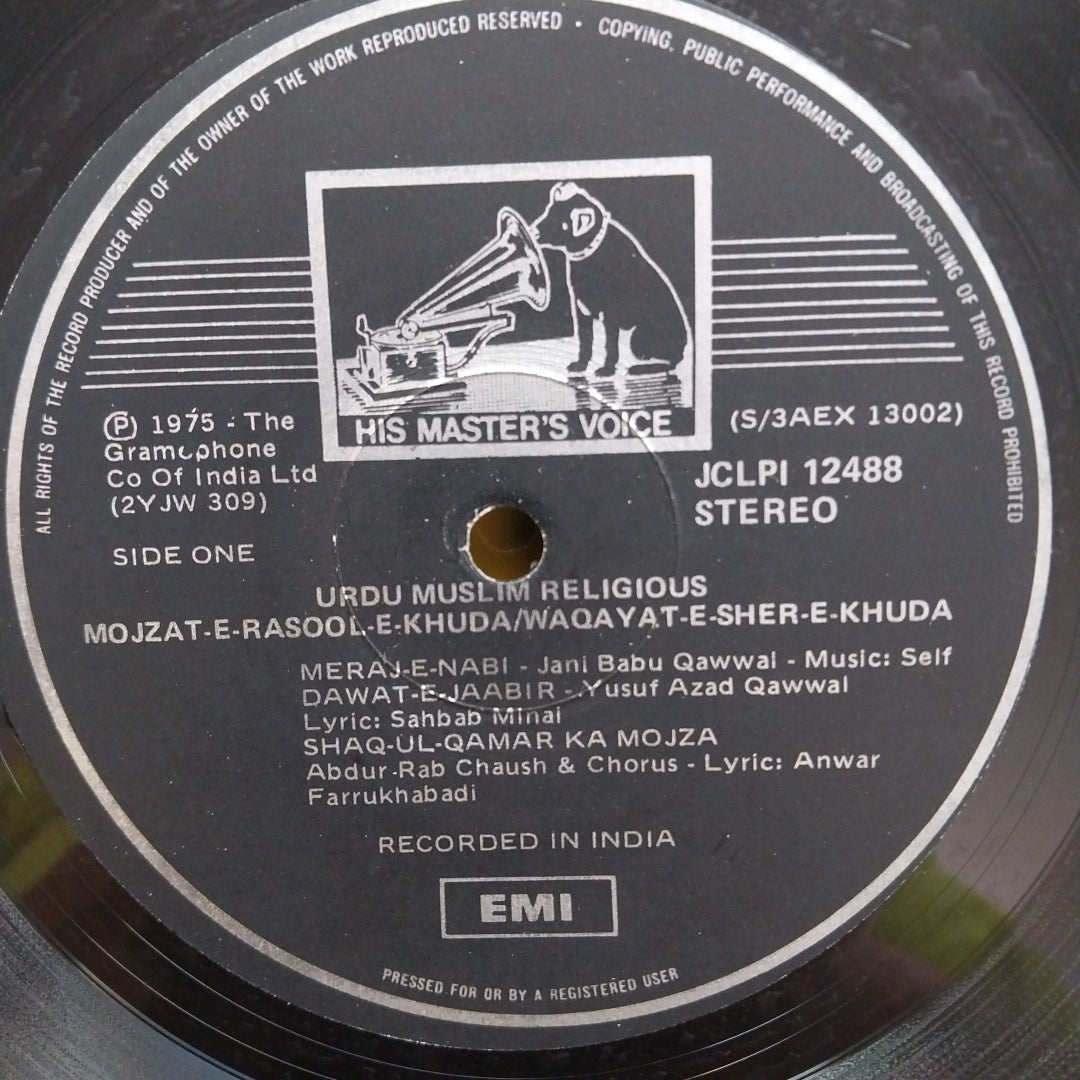 ALL RIGHTS OF THE RECORD PRODUCER AND OF THE OWNER OF THE WORK REPRODUCED RESERVED · COPYING, PUBLIC PERFORMANCE AND BROADCASTING OF THIS RECORD PROHIBITED
HIS MASTER'S VOICE
Ⓟ 1975 - The
Gramophone
Co Of India Ltd
(2YJW 309)
(S/3AEX 13002)
JCLPI 12488
STEREO
SIDE ONE
URDU MUSLIM RELIGIOUS
MOJZAT-E-RASOOL-E-KHUDA/WAQAYAT-E-SHER-E-KHUDA
MERAJ-E-NABI - Jani Babu Qawwal - Music: Self
DAWAT-E-JAABIR - Yusuf Azad Qawwal
Lyric: Sahbab Minai
SHAQ-UL-QAMAR KA MOJZA
Abdur Rab Chaush & Chorus - Lyric: Anwar
Farrukhabadi
RECORDED IN INDIA
EMI
PRESSED FOR OR BY A REGISTERED USER